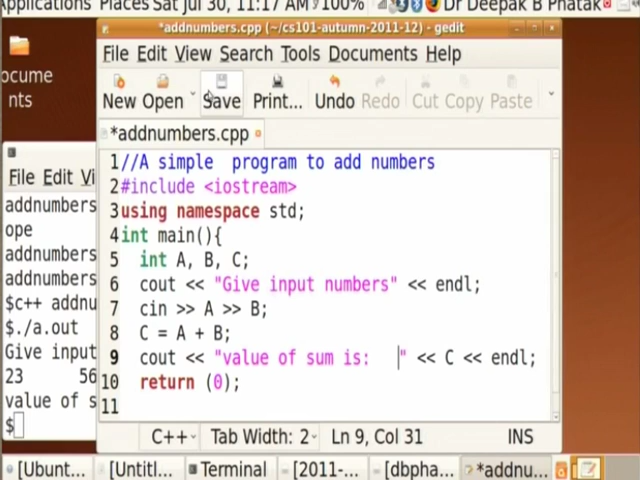 Applications Places Sat Jul 30, 11:17 AM 100% Dr Deepak B Phatak
*addnumbers.cpp (~/cs101-autumn-2011-12) - gedit
File Edit View Search Tools Documents Help
New Open Save Print... Undo Redo Cut Copy Paste
*addnumbers.cpp
1//A simple  program to add numbers
2#include <iostream>
3using namespace std;
4int main(){
5  int A, B, C;
6  cout << "Give input numbers" << endl;
7  cin >> A >> B;
8  C = A + B;
9  cout << "value of sum is:   " << C << endl;
10  return (0);
11
C++ Tab Width: 2 Ln 9, Col 31 INS
ocume
nts
File Edit Vi
addnumbers
ope
addnumbers
addnumbers
$c++ addnu
$./a.out
Give input
23      56
value of s
$
[Ubunt... [Untitl... Terminal [2011-... [dbpha... *addnu...